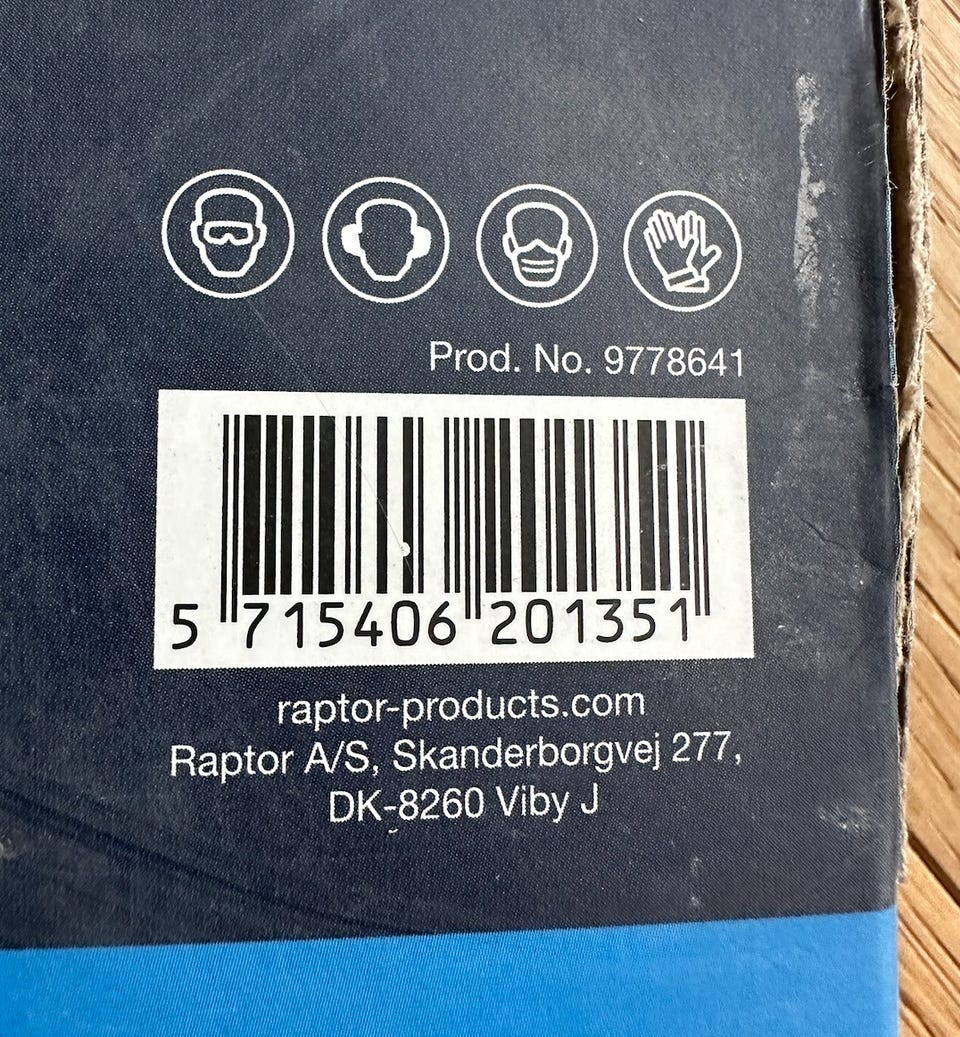 Prod. No. 9778641
5 715406 201351
raptor-products.com
Raptor A/S, Skanderborgvej 277,
DK-8260 Viby J